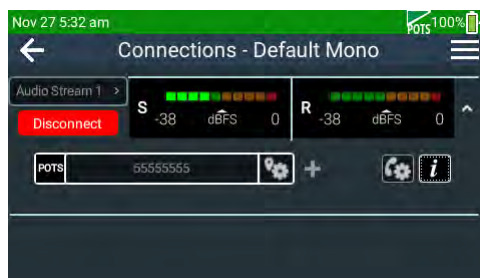 Nov 27 5:32 am POTS 100%
Connections - Default Mono
Audio Stream 1 >
Disconnect
S -38 dBFS 0 R -38 dBFS 0
POTS 55555555 + i